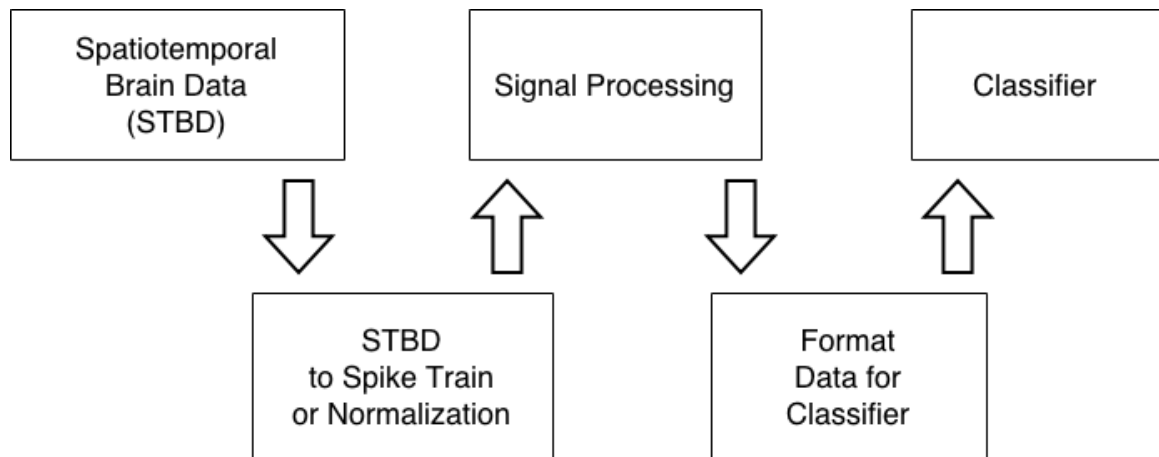 Spatiotemporal
Brain Data
(STBD)
STBD
to Spike Train
or Normalization
Signal Processing
Format
Data for
Classifier
Classifier